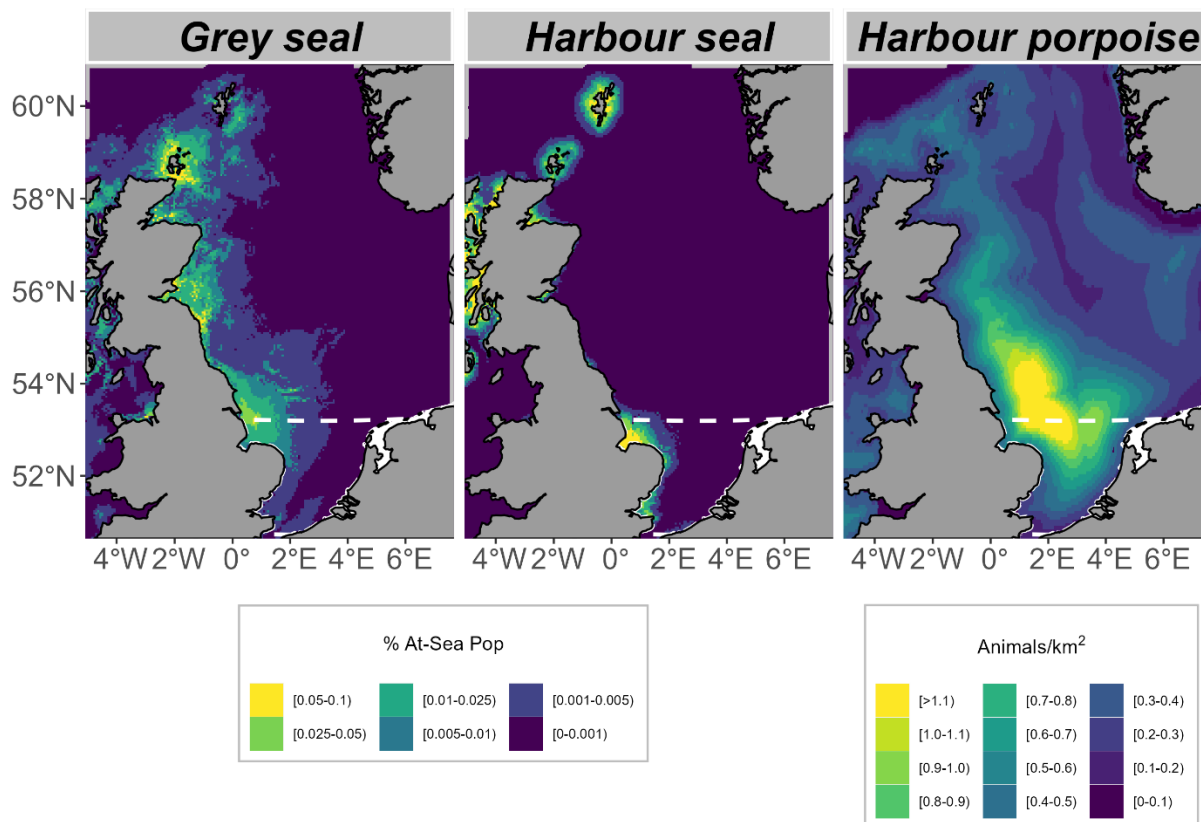 Grey seal
Harbour seal
Harbour porpoise
60°N
58°N
56°N
54°N
52°N
4°W 2°W 0° 2°E 4°E 6°E
4°W 2°W 0° 2°E 4°E 6°E
4°W 2°W 0° 2°E 4°E 6°E
% At-Sea Pop
[0.05-0.1) [0.01-0.025) [0.001-0.005)
[0.025-0.05) [0.005-0.01) [0-0.001)
Animals/km²
[>1.1) [0.7-0.8) [0.3-0.4)
[1.0-1.1) [0.6-0.7) [0.2-0.3)
[0.9-1.0) [0.5-0.6) [0.1-0.2)
[0.8-0.9) [0.4-0.5) [0-0.1)